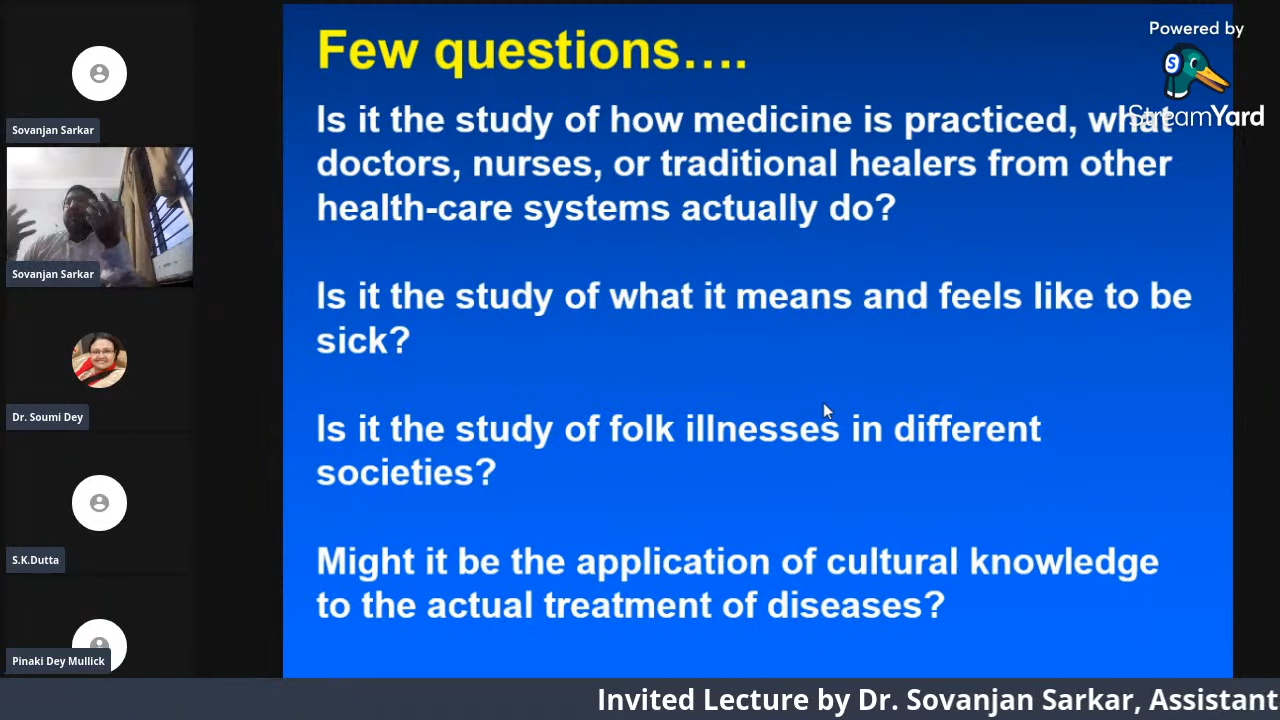 Sovanjan Sarkar
Sovanjan Sarkar
Dr. Soumi Dey
S.K.Dutta
Pinaki Dey Mullick
Few questions….
Is it the study of how medicine is practiced, what
doctors, nurses, or traditional healers from other
health-care systems actually do?
Is it the study of what it means and feels like to be
sick?
Is it the study of folk illnesses in different
societies?
Might it be the application of cultural knowledge
to the actual treatment of diseases?
Powered by
S
StreamYard
Invited Lecture by Dr. Sovanjan Sarkar, Assistant